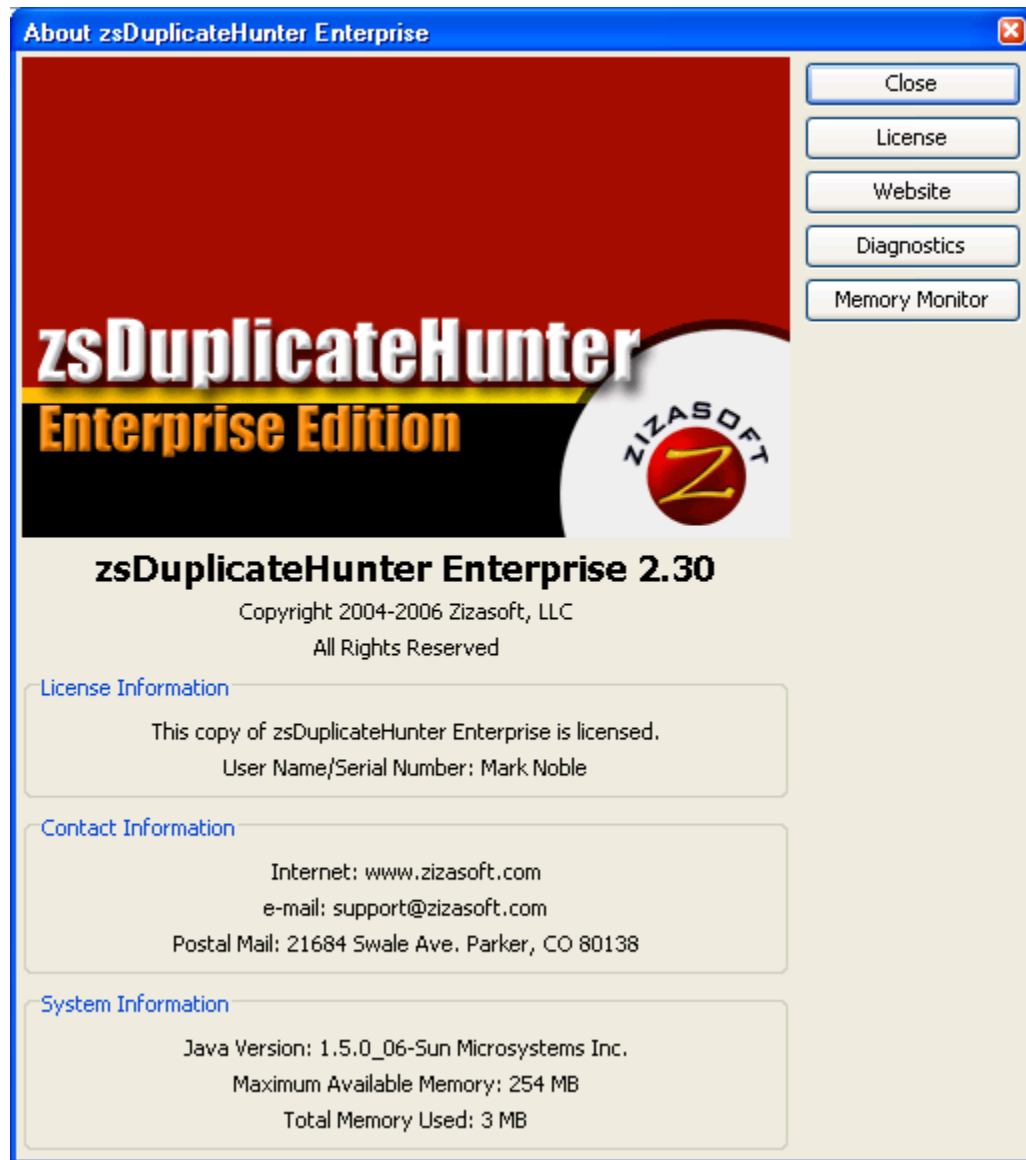 About zsDuplicateHunter Enterprise
Close
License
Website
Diagnostics
Memory Monitor
zsDuplicateHunter
Enterprise Edition
ZIZASOFT
Z
zsDuplicateHunter Enterprise 2.30
Copyright 2004-2006 Zizasoft, LLC
All Rights Reserved
License Information
This copy of zsDuplicateHunter Enterprise is licensed.
User Name/Serial Number: Mark Noble
Contact Information
Internet: www.zizasoft.com
e-mail: support@zizasoft.com
Postal Mail: 21684 Swale Ave. Parker, CO 80138
System Information
Java Version: 1.5.0_06-Sun Microsystems Inc.
Maximum Available Memory: 254 MB
Total Memory Used: 3 MB